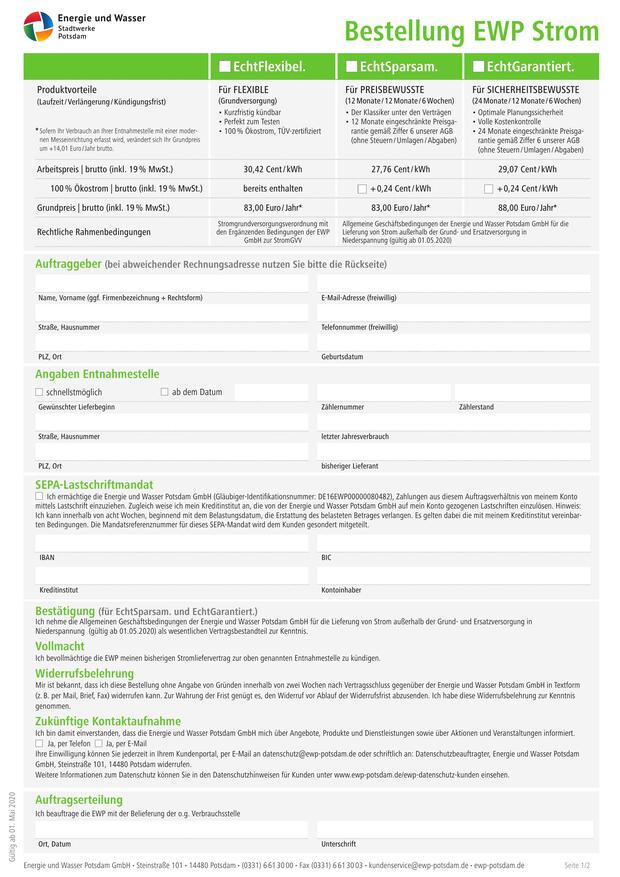 Energie und Wasser
Stadtwerke
Potsdam
Bestellung EWP Strom
EchtFlexibel. EchtSparsam. EchtGarantiert.
Produktvorteile
(Laufzeit/Verlängerung/Kündigungsfrist)
* Sofern Ihr Verbrauch an Ihrer Entnahmestelle mit einer moder-
nen Messeinrichtung erfasst wird, verändert sich Ihr Grundpreis
um +14,01 Euro/Jahr brutto.
Für FLEXIBLE
(Grundversorgung)
• Kurzfristig kündbar
• Perfekt zum Testen
• 100 % Ökostrom, TÜV-zertifiziert
Für PREISBEWUSSTE
(12 Monate/12 Monate/6 Wochen)
• Der Klassiker unter den Verträgen
• 12 Monate eingeschränkte Preisga-
rantie gemäß Ziffer 6 unserer AGB
(ohne Steuern/Umlagen/Abgaben)
Für SICHERHEITSBEWUSSTE
(24 Monate/12 Monate/6 Wochen)
• Optimale Planungssicherheit
• Volle Kostenkontrolle
• 24 Monate eingeschränkte Preisga-
rantie gemäß Ziffer 6 unserer AGB
(ohne Steuern/Umlagen/Abgaben)
Arbeitspreis | brutto (inkl. 19 % MwSt.) 30,42 Cent/kWh 27,76 Cent/kWh 29,07 Cent/kWh
100 % Ökostrom | brutto (inkl. 19 % MwSt.) bereits enthalten +0,24 Cent/kWh +0,24 Cent/kWh
Grundpreis | brutto (inkl. 19 % MwSt.) 83,00 Euro/Jahr* 83,00 Euro/Jahr* 88,00 Euro/Jahr*
Rechtliche Rahmenbedingungen
Stromgrundversorgungsverordnung mit
den Ergänzenden Bedingungen der EWP
GmbH zur StromGVV
Allgemeine Geschäftsbedingungen der Energie und Wasser Potsdam GmbH für die
Lieferung von Strom außerhalb der Grund- und Ersatzversorgung in
Niederspannung (gültig ab 01.05.2020)
Auftraggeber (bei abweichender Rechnungsadresse nutzen Sie bitte die Rückseite)
Name, Vorname (ggf. Firmenbezeichnung + Rechtsform) E-Mail-Adresse (freiwillig)
Straße, Hausnummer Telefonnummer (freiwillig)
PLZ, Ort Geburtsdatum
Angaben Entnahmestelle
schnellstmöglich ab dem Datum
Gewünschter Lieferbeginn Zählernummer Zählerstand
Straße, Hausnummer letzter Jahresverbrauch
PLZ, Ort bisheriger Lieferant
SEPA-Lastschriftmandat
Ich ermächtige die Energie und Wasser Potsdam GmbH (Gläubiger-Identifikationsnummer: DE16EWP00000080482), Zahlungen aus diesem Auftragsverhältnis von meinem Konto
mittels Lastschrift einzuziehen. Zugleich weise ich mein Kreditinstitut an, die von der Energie und Wasser Potsdam GmbH auf mein Konto gezogenen Lastschriften einzulösen. Hinweis:
Ich kann innerhalb von acht Wochen, beginnend mit dem Belastungsdatum, die Erstattung des belasteten Betrages verlangen. Es gelten dabei die mit meinem Kreditinstitut vereinbar-
ten Bedingungen. Die Mandatsreferenznummer für dieses SEPA-Mandat wird dem Kunden gesondert mitgeteilt.
IBAN BIC
Kreditinstitut Kontoinhaber
Bestätigung (für EchtSparsam. und EchtGarantiert.)
Ich nehme die Allgemeinen Geschäftsbedingungen der Energie und Wasser Potsdam GmbH für die Lieferung von Strom außerhalb der Grund- und Ersatzversorgung in
Niederspannung (gültig ab 01.05.2020) als wesentlichen Vertragsbestandteil zur Kenntnis.
Vollmacht
Ich bevollmächtige die EWP meinen bisherigen Stromliefervertrag zur oben genannten Entnahmestelle zu kündigen.
Widerrufsbelehrung
Mir ist bekannt, dass ich diese Bestellung ohne Angabe von Gründen innerhalb von zwei Wochen nach Vertragsschluss gegenüber der Energie und Wasser Potsdam GmbH in Textform
(z. B. per Mail, Brief, Fax) widerrufen kann. Zur Wahrung der Frist genügt es, den Widerruf vor Ablauf der Widerrufsfrist abzusenden. Ich habe diese Widerrufsbelehrung zur Kenntnis
genommen.
Zukünftige Kontaktaufnahme
Ich bin damit einverstanden, dass die Energie und Wasser Potsdam GmbH mich über Angebote, Produkte und Dienstleistungen sowie über Aktionen und Veranstaltungen informiert.
Ja, per Telefon Ja, per E-Mail
Ihre Einwilligung können Sie jederzeit in Ihrem Kundenportal, per E-Mail an datenschutz@ewp-potsdam.de oder schriftlich an: Datenschutzbeauftragter, Energie und Wasser Potsdam
GmbH, Steinstraße 101, 14480 Potsdam widerrufen.
Weitere Informationen zum Datenschutz können Sie in den Datenschutzhinweisen für Kunden unter www.ewp-potsdam.de/ewp-datenschutz-kunden einsehen.
Auftragserteilung
Ich beauftrage die EWP mit der Belieferung der o.g. Verbrauchsstelle
Ort, Datum Unterschrift
Gültig ab 01. Mai 2020
Energie und Wasser Potsdam GmbH • Steinstraße 101 • 14480 Potsdam • (0331) 661 30 00 • Fax (0331) 661 30 03 • kundenservice@ewp-potsdam.de • ewp-potsdam.de Seite 1/2